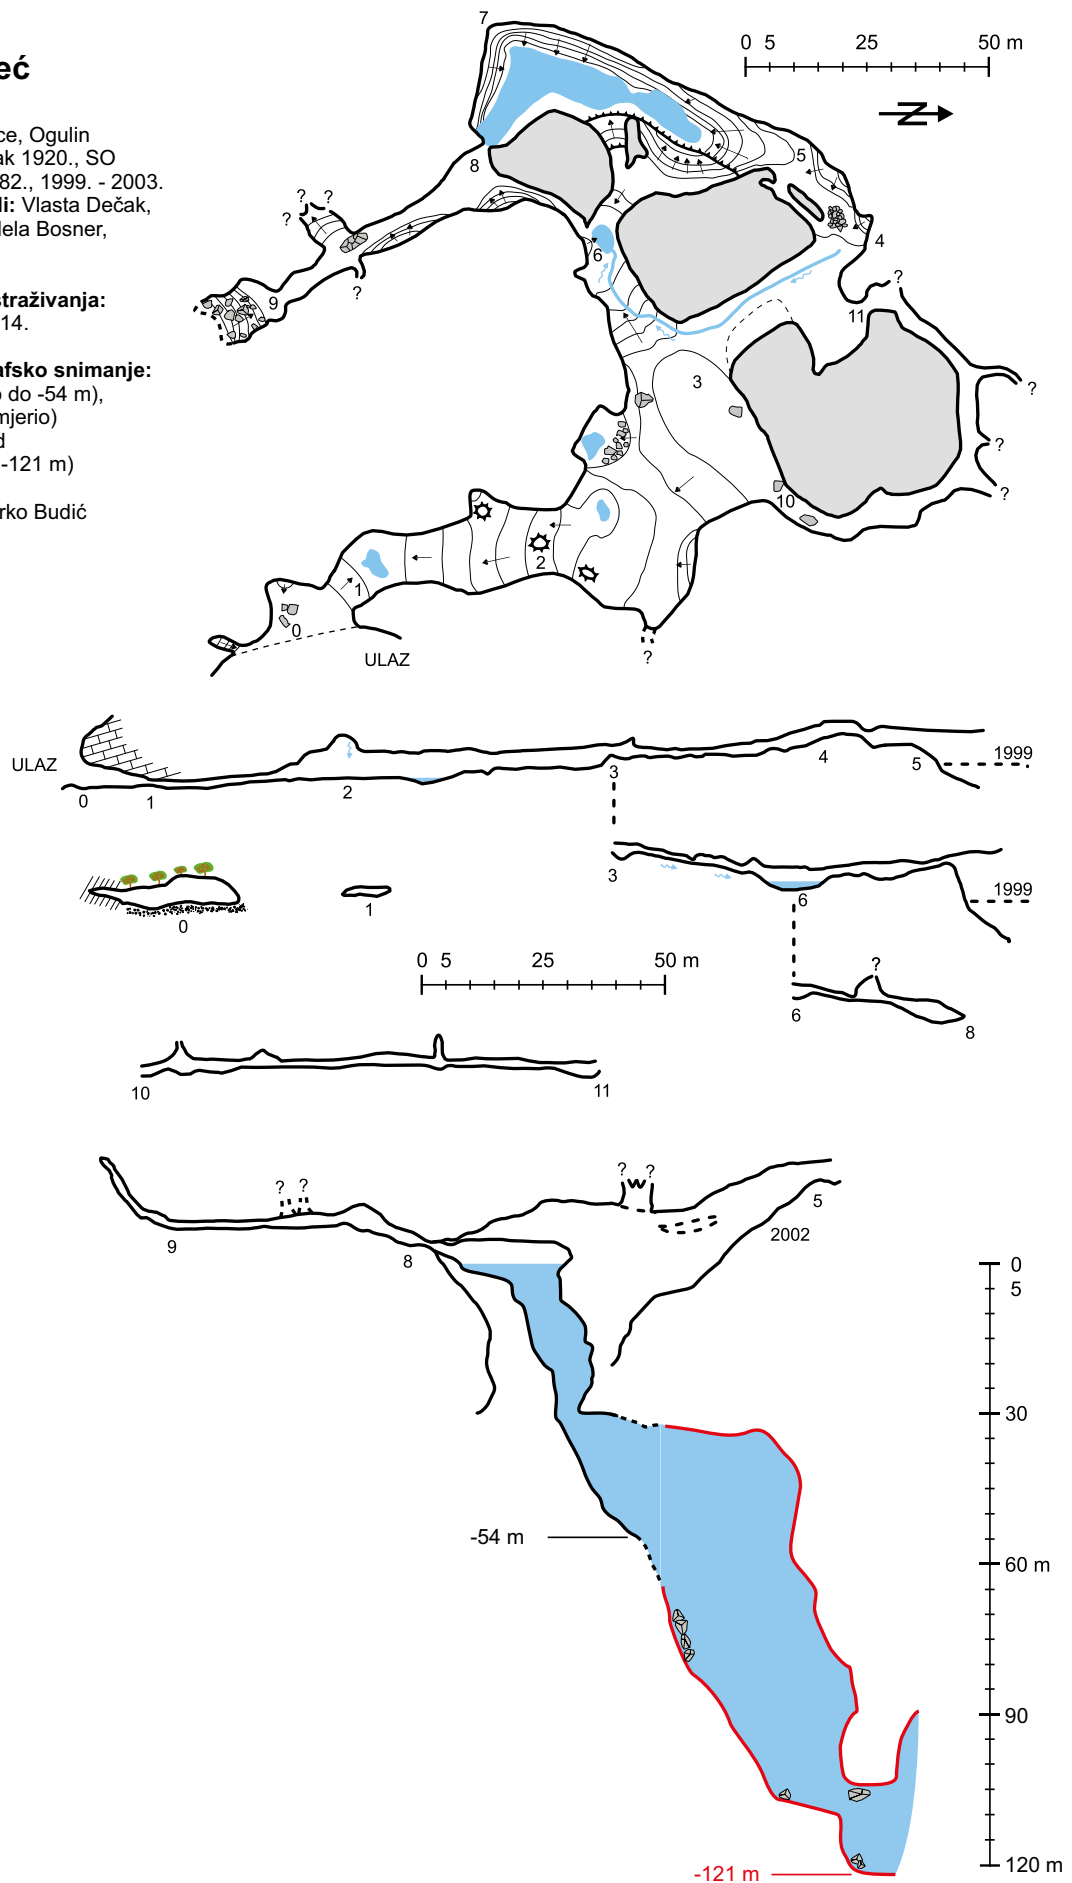 eć
ce, Ogulin
ak 1920., SO
82., 1999. - 2003.
li: Vlasta Dečak,
lela Bosner,
straživanja:
14.
afsko snimanje:
o do -54 m),
mjerio)
d
-121 m)
rko Budić
7
0 5 25 50 m
N
5
8
? ?
?
4
6
?
?
9
11
3
?
?
10
?
2
1
0
ULAZ
?
ULAZ
0 1 2 3 4 5 1999
3 6 1999
0 1
0 5 25 50 m
?
6 8
10 11
? ?
? ?
5
9 8 2002
0
5
30
-54 m
60 m
90
120 m
-121 m